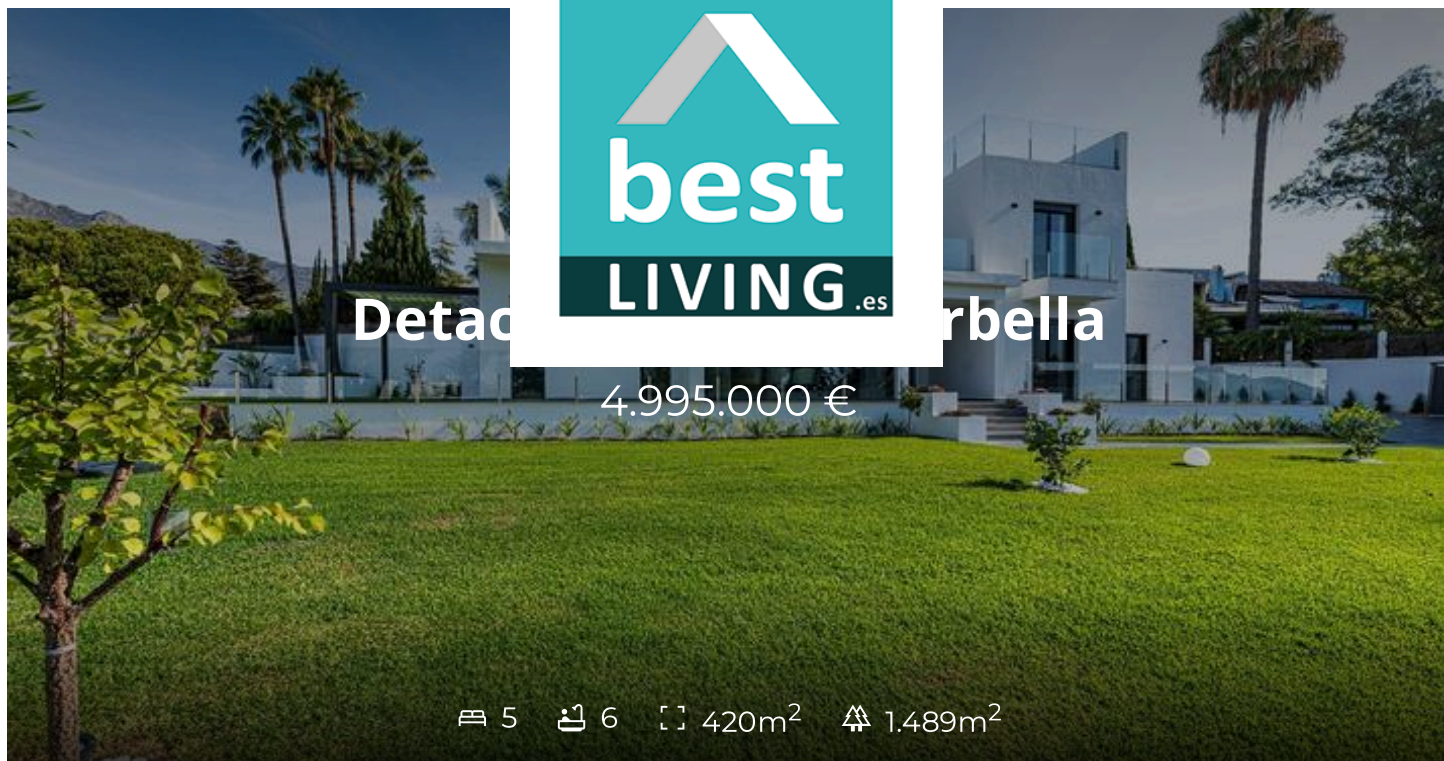 best
LIVING.es
Detac rbella
4.995.000 €
5 6 420m² 1.489m²